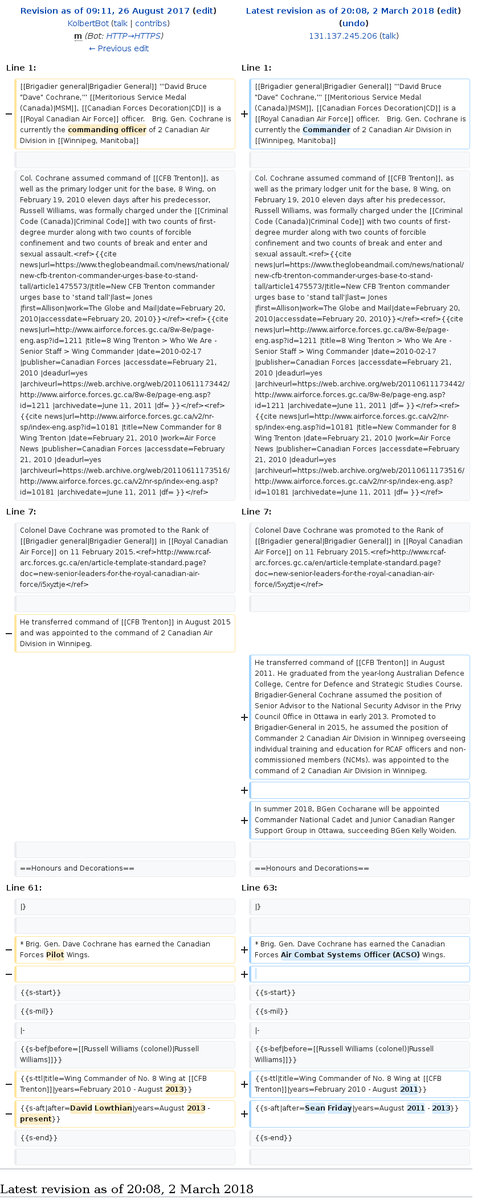 Revision as of 09:11, 26 August 2017 (edit)
KolbertBot (talk | contribs)
m (Bot: HTTP→HTTPS)
← Previous edit
Latest revision as of 20:08, 2 March 2018 (edit)
(undo)
131.137.245.206 (talk)
Line 1:
Line 1:
−
[[Brigadier general|Brigadier General]] '''David Bruce
"Dave" Cochrane,''' [[Meritorious Service Medal
(Canada)|MSM]], [[Canadian Forces Decoration|CD]] is a
[[Royal Canadian Air Force]] officer.   Brig. Gen. Cochrane is
currently the commanding officer of 2 Canadian Air
Division in [[Winnipeg, Manitoba]]
+
[[Brigadier general|Brigadier General]] '''David Bruce
"Dave" Cochrane,''' [[Meritorious Service Medal
(Canada)|MSM]], [[Canadian Forces Decoration|CD]] is a
[[Royal Canadian Air Force]] officer.   Brig. Gen. Cochrane is
currently the Commander of 2 Canadian Air Division in
[[Winnipeg, Manitoba]]
Col. Cochrane assumed command of [[CFB Trenton]], as
well as the primary lodger unit for the base, 8 Wing, on
February 19, 2010 eleven days after his predecessor,
Russell Williams, was formally charged under the [[Criminal
Code (Canada)|Criminal Code]] with two counts of first-
degree murder along with two counts of forcible
confinement and two counts of break and enter and
sexual assault.<ref>{{cite
news|url=https://www.theglobeandmail.com/news/national/
new-cfb-trenton-commander-urges-base-to-stand-
tall/article1475573/|title=New CFB Trenton commander
urges base to 'stand tall'|last= Jones
|first=Allison|work=The Globe and Mail|date=February 20,
2010|accessdate=February 20, 2010}}</ref><ref>{{cite
news|url=http://www.airforce.forces.gc.ca/8w-8e/page-
eng.asp?id=1211 |title=8 Wing Trenton > Who We Are -
Senior Staff > Wing Commander |date=2010-02-17
|publisher=Canadian Forces |accessdate=February 21,
2010 |deadurl=yes
|archiveurl=https://web.archive.org/web/20110611173442/
http://www.airforce.forces.gc.ca/8w-8e/page-eng.asp?
id=1211 |archivedate=June 11, 2011 |df= }}</ref><ref>
{{cite news|url=http://www.airforce.forces.gc.ca/v2/nr-
sp/index-eng.asp?id=10181 |title=New Commander for 8
Wing Trenton |date=February 21, 2010 |work=Air Force
News |publisher=Canadian Forces |accessdate=February
21, 2010 |deadurl=yes
|archiveurl=https://web.archive.org/web/20110611173516/
http://www.airforce.forces.gc.ca/v2/nr-sp/index-eng.asp?
id=10181 |archivedate=June 11, 2011 |df= }}</ref>
Col. Cochrane assumed command of [[CFB Trenton]], as
well as the primary lodger unit for the base, 8 Wing, on
February 19, 2010 eleven days after his predecessor,
Russell Williams, was formally charged under the [[Criminal
Code (Canada)|Criminal Code]] with two counts of first-
degree murder along with two counts of forcible
confinement and two counts of break and enter and
sexual assault.<ref>{{cite
news|url=https://www.theglobeandmail.com/news/national/
new-cfb-trenton-commander-urges-base-to-stand-
tall/article1475573/|title=New CFB Trenton commander
urges base to 'stand tall'|last= Jones
|first=Allison|work=The Globe and Mail|date=February 20,
2010|accessdate=February 20, 2010}}</ref><ref>{{cite
news|url=http://www.airforce.forces.gc.ca/8w-8e/page-
eng.asp?id=1211 |title=8 Wing Trenton > Who We Are -
Senior Staff > Wing Commander |date=2010-02-17
|publisher=Canadian Forces |accessdate=February 21,
2010 |deadurl=yes
|archiveurl=https://web.archive.org/web/20110611173442/
http://www.airforce.forces.gc.ca/8w-8e/page-eng.asp?
id=1211 |archivedate=June 11, 2011 |df= }}</ref><ref>
{{cite news|url=http://www.airforce.forces.gc.ca/v2/nr-
sp/index-eng.asp?id=10181 |title=New Commander for 8
Wing Trenton |date=February 21, 2010 |work=Air Force
News |publisher=Canadian Forces |accessdate=February
21, 2010 |deadurl=yes
|archiveurl=https://web.archive.org/web/20110611173516/
http://www.airforce.forces.gc.ca/v2/nr-sp/index-eng.asp?
id=10181 |archivedate=June 11, 2011 |df= }}</ref>
Line 7:
Line 7:
Colonel Dave Cochrane was promoted to the Rank of
[[Brigadier general|Brigadier General]] in [[Royal Canadian
Air Force]] on 11 February 2015.<ref>http://www.rcaf-
arc.forces.gc.ca/en/article-template-standard.page?
doc=new-senior-leaders-for-the-royal-canadian-air-
force/i5xyztje</ref>
Colonel Dave Cochrane was promoted to the Rank of
[[Brigadier general|Brigadier General]] in [[Royal Canadian
Air Force]] on 11 February 2015.<ref>http://www.rcaf-
arc.forces.gc.ca/en/article-template-standard.page?
doc=new-senior-leaders-for-the-royal-canadian-air-
force/i5xyztje</ref>
−
He transferred command of [[CFB Trenton]] in August 2015
and was appointed to the command of 2 Canadian Air
Division in Winnipeg.
+
He transferred command of [[CFB Trenton]] in August
2011. He graduated from the year-long Australian Defence
College, Centre for Defence and Strategic Studies Course.
Brigadier-General Cochrane assumed the position of
Senior Advisor to the National Security Advisor in the Privy
Council Office in Ottawa in early 2013. Promoted to
Brigadier-General in 2015, he assumed the position of
Commander 2 Canadian Air Division in Winnipeg overseeing
individual training and education for RCAF officers and non-
commissioned members (NCMs). was appointed to the
command of 2 Canadian Air Division in Winnipeg.
+
+
In summer 2018, BGen Cocharane will be appointed
Commander National Cadet and Junior Canadian Ranger
Support Group in Ottawa, succeeding BGen Kelly Woiden.
==Honours and Decorations==
==Honours and Decorations==
Line 61:
Line 63:
|}
|}
−
* Brig. Gen. Dave Cochrane has earned the Canadian
Forces Pilot Wings.
+
* Brig. Gen. Dave Cochrane has earned the Canadian
Forces Air Combat Systems Officer (ACSO) Wings.
−
+
{{s-start}}
{{s-start}}
{{s-mil}}
{{s-mil}}
|-
|-
{{s-bef|before=[[Russell Williams (colonel)|Russell
Williams]]}}
{{s-bef|before=[[Russell Williams (colonel)|Russell
Williams]]}}
−
{{s-ttl|title=Wing Commander of No. 8 Wing at [[CFB
Trenton]]|years=February 2010 - August 2013}}
+
{{s-ttl|title=Wing Commander of No. 8 Wing at [[CFB
Trenton]]|years=February 2010 - August 2011}}
−
{{s-aft|after=David Lowthian|years=August 2013 -
present}}
+
{{s-aft|after=Sean Friday|years=August 2011 - 2013}}
{{s-end}}
{{s-end}}
Latest revision as of 20:08, 2 March 2018